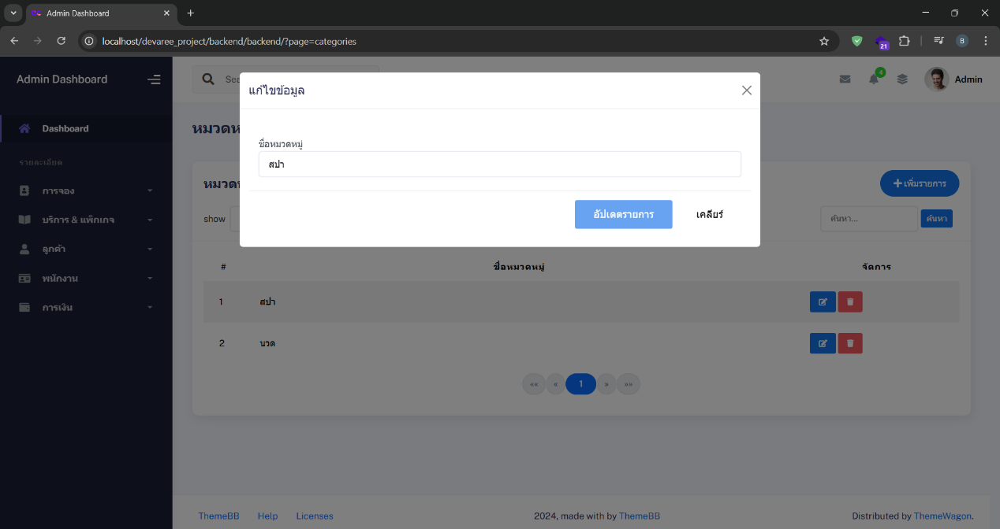 Admin Dashboard
localhost/devaree_project/backend/backend/?page=categories
21
B
Admin Dashboard
Sea
4
Admin
แก้ไขข้อมูล
Dashboard
หมวดห
รายละเอียด
ชื่อหมวดหมู่
สปา
หมวดห
เพิ่มรายการ
การจอง
show
อัปเดตรายการ
เคลียร์
ค้นหา...
ค้นหา
บริการ & แพ็กเกจ
ลูกค้า
# ชื่อหมวดหมู่ จัดการ
พนักงาน
1 สปา
การเงิน
2 นวด
«« « 1 » »»
ThemeBB Help Licenses 2024, made with by ThemeBB Distributed by ThemeWagon.